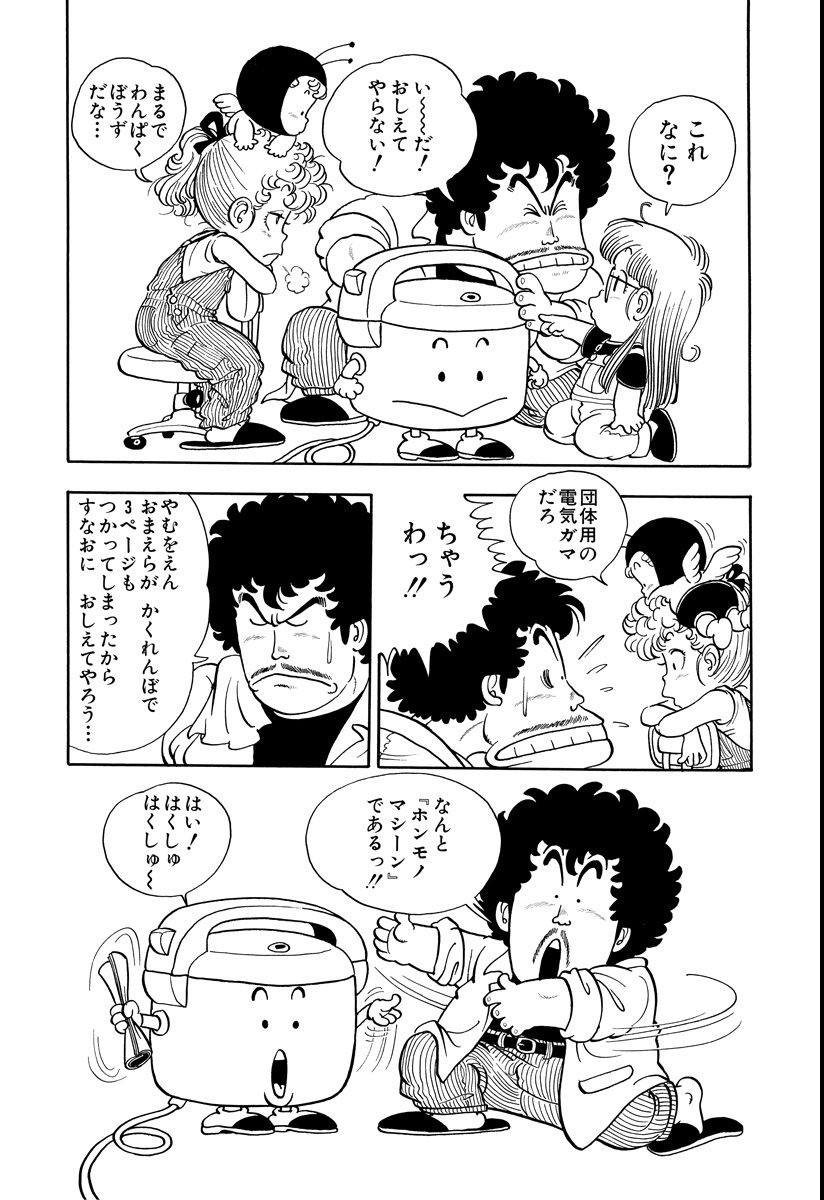 これ
なに?
い〜〜だ!
おしえて
やらない!
まるで
わんぱく
ぼうず
だな…
団体用の
電気ガマ
だろ
ちゃう
わっ!!
やむをえん
おまえらが かくれんぼで
3ページも
つかってしまったから
すなおに おしえてやろう…
なんと
『ホンモノ
マシーン』
であるっ!!
はい!
はくしゅ
はくしゅ〜